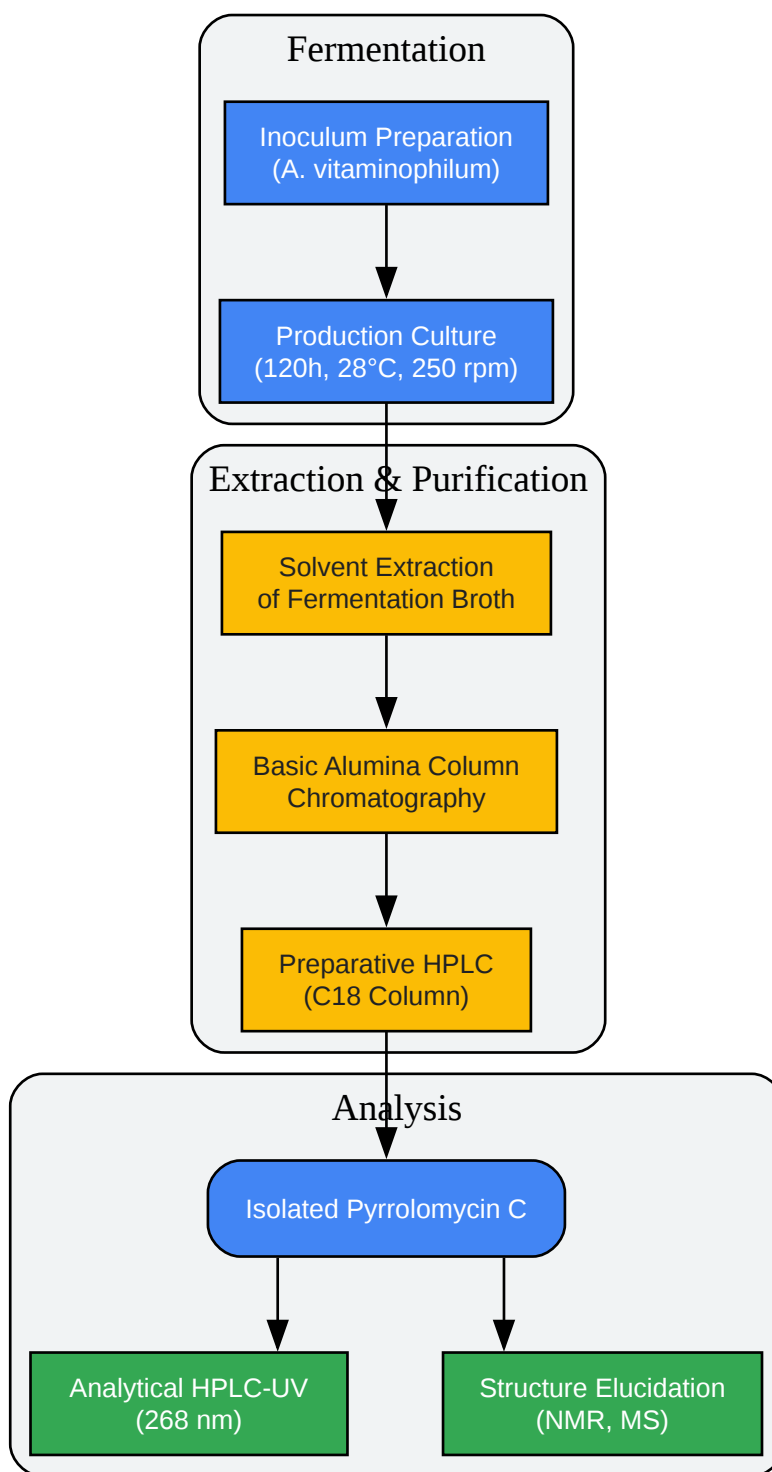 Fermentation
Inoculum Preparation
(A. vitaminophilum)
Production Culture
(120h, 28°C, 250 rpm)
Extraction & Purification
Solvent Extraction
of Fermentation Broth
Basic Alumina Column
Chromatography
Preparative HPLC
(C18 Column)
Analysis
Isolated Pyrrolomycin C
Analytical HPLC-UV
(268 nm)
Structure Elucidation
(NMR, MS)